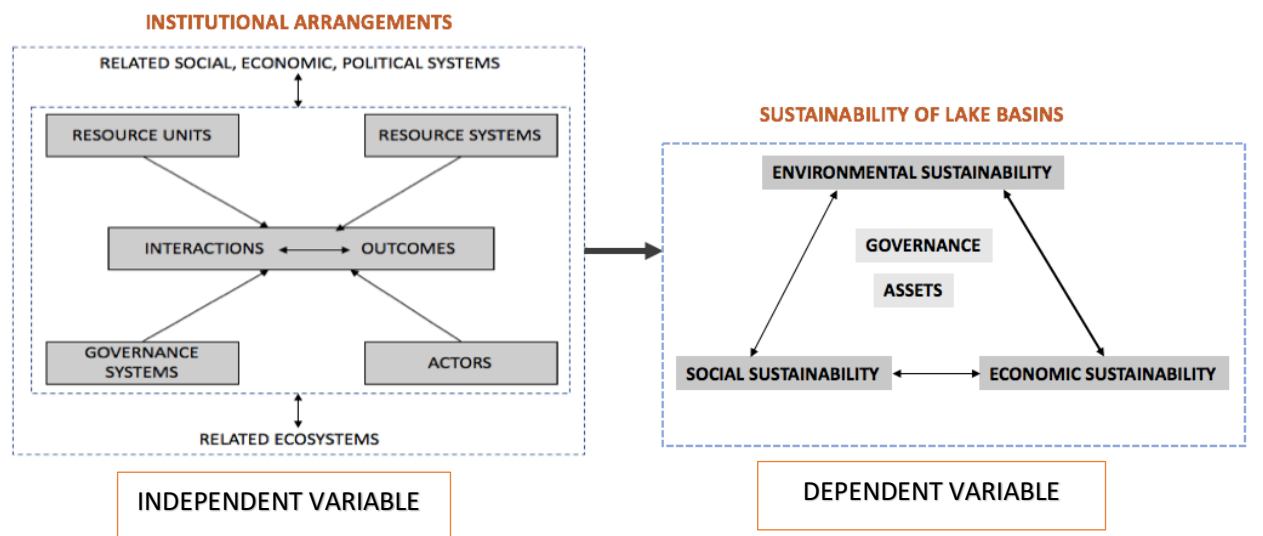 INSTITUTIONAL ARRANGEMENTS
RELATED SOCIAL, ECONOMIC, POLITICAL SYSTEMS
RESOURCE UNITS
RESOURCE SYSTEMS
INTERACTIONS
OUTCOMES
GOVERNANCE
SYSTEMS
ACTORS
RELATED ECOSYSTEMS
INDEPENDENT VARIABLE
SUSTAINABILITY OF LAKE BASINS
ENVIRONMENTAL SUSTAINABILITY
GOVERNANCE
ASSETS
SOCIAL SUSTAINABILITY
ECONOMIC SUSTAINABILITY
DEPENDENT VARIABLE